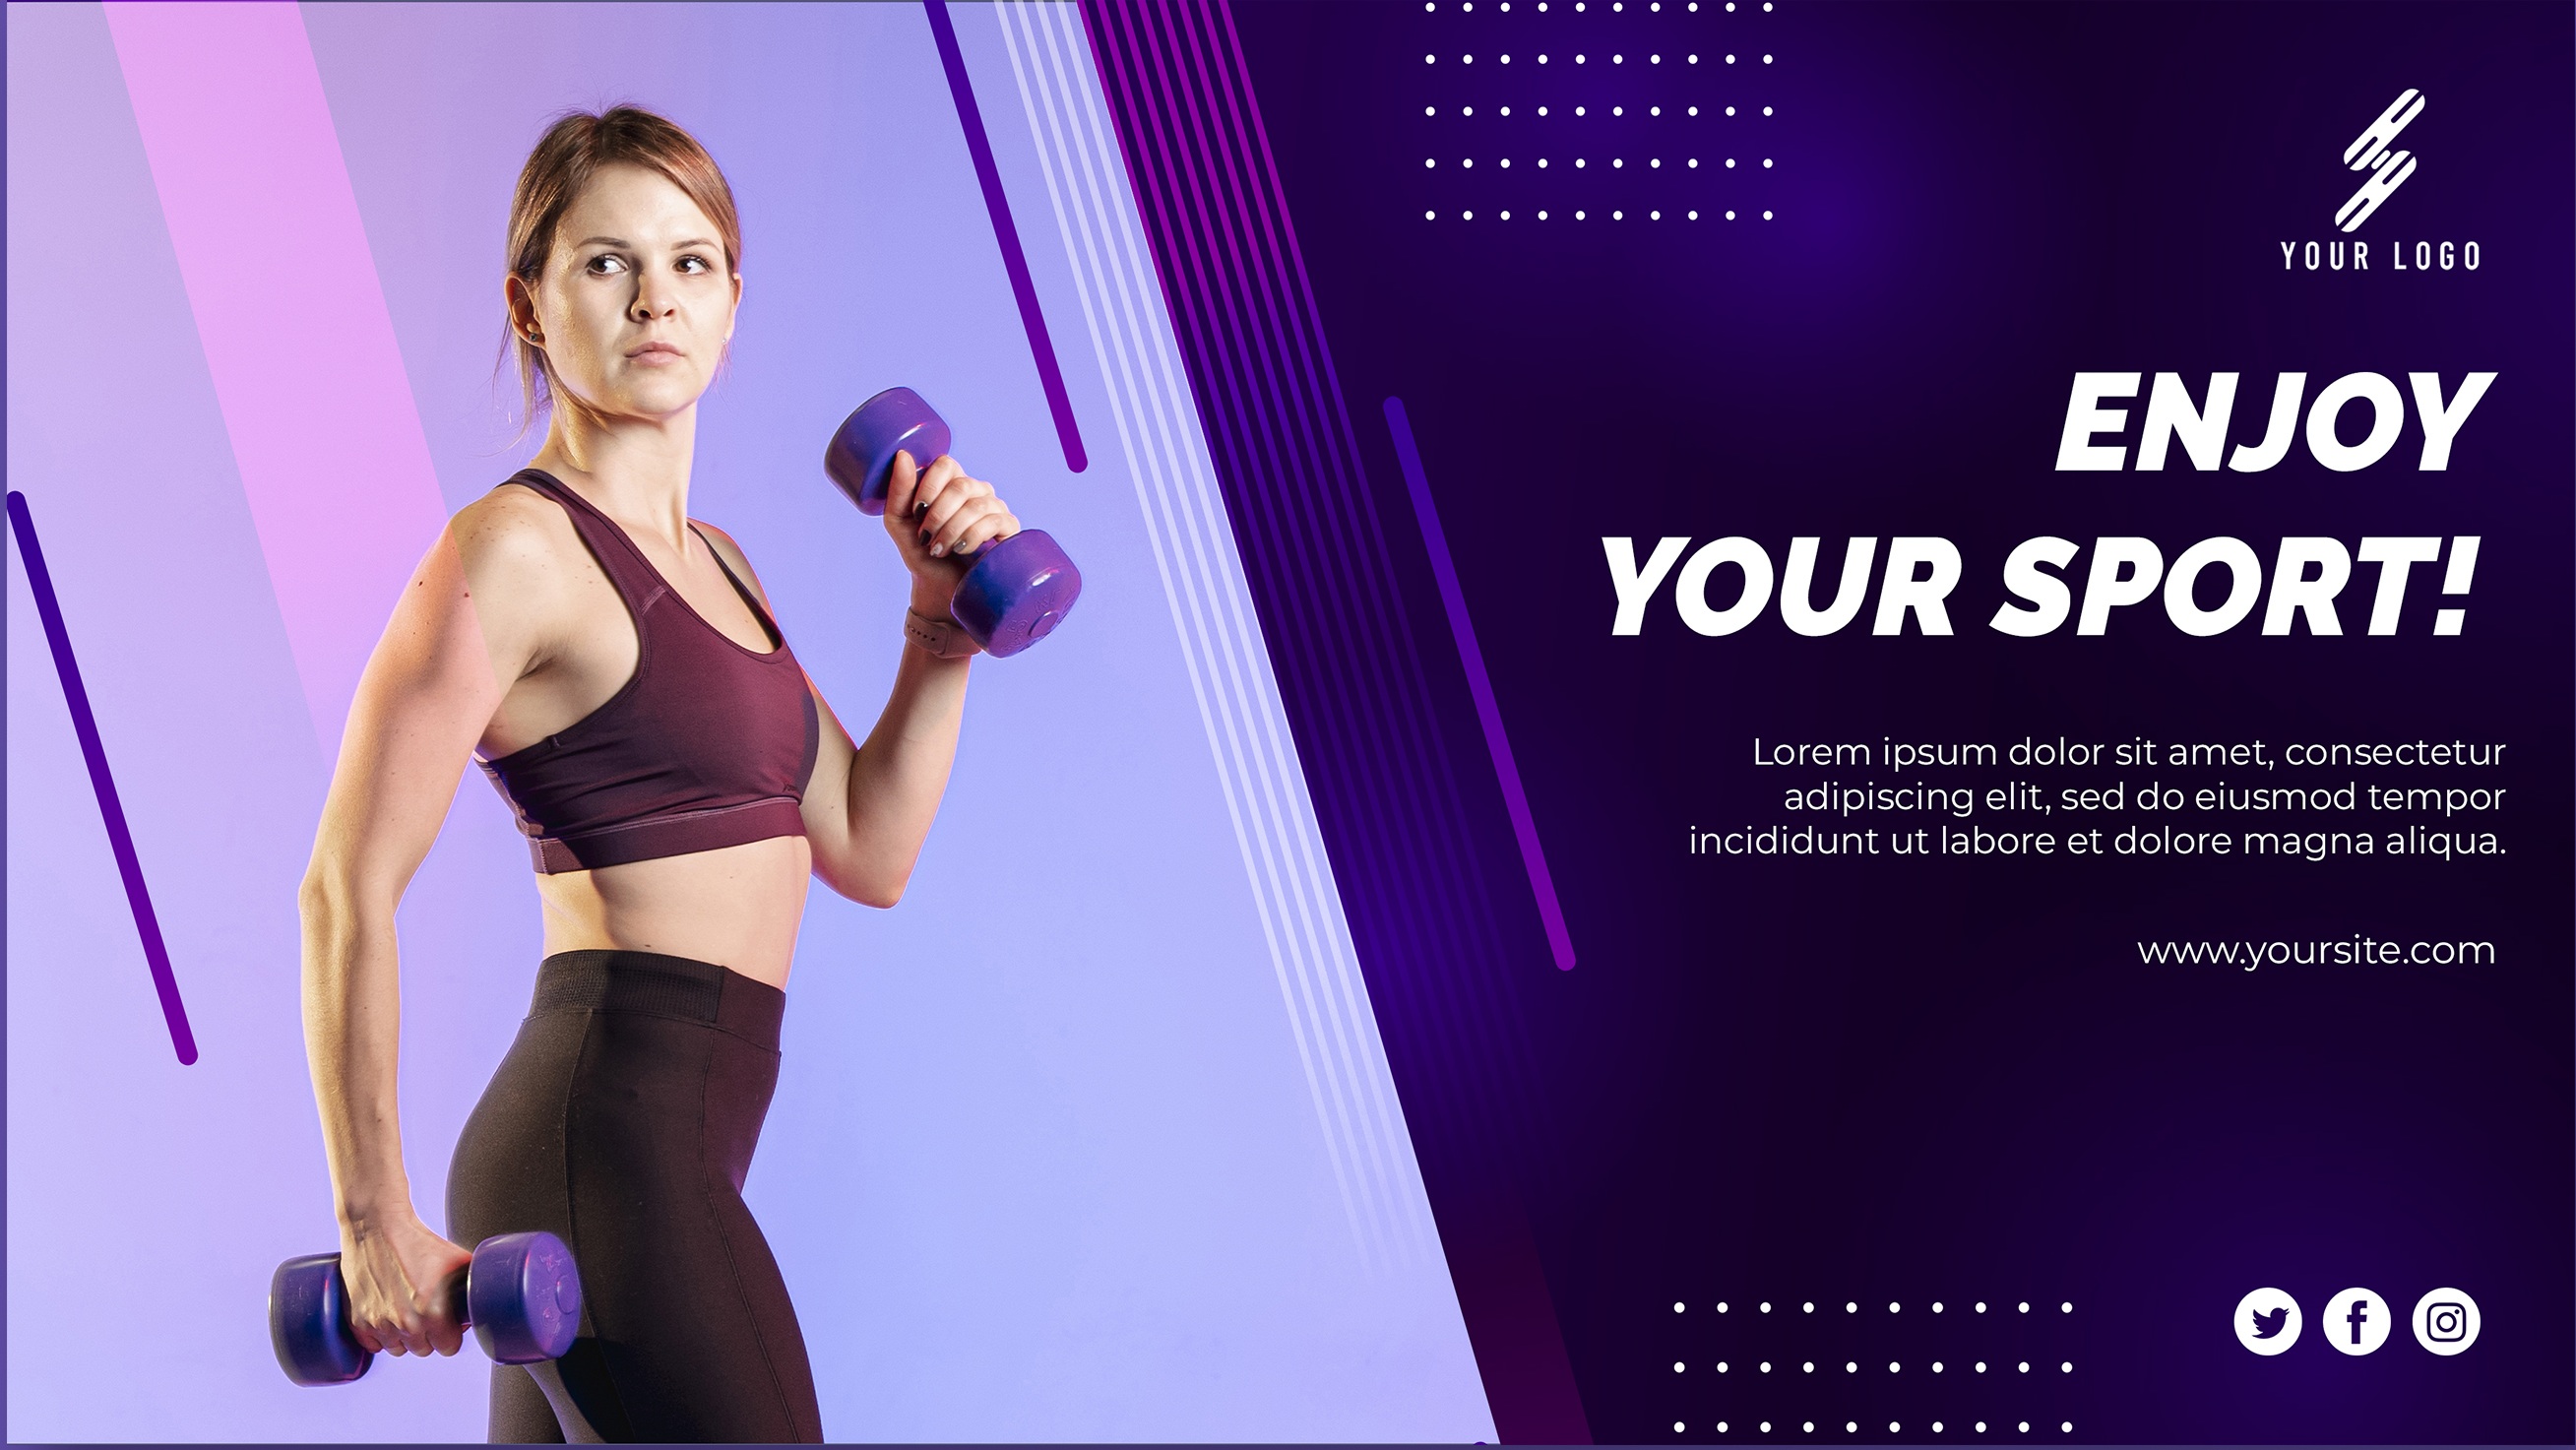 YOUR LOGO
ENJOY
YOUR SPORT!
Lorem ipsum dolor sit amet, consectetur
adipiscing elit, sed do eiusmod tempor
incididunt ut labore et dolore magna aliqua.
www.yoursite.com